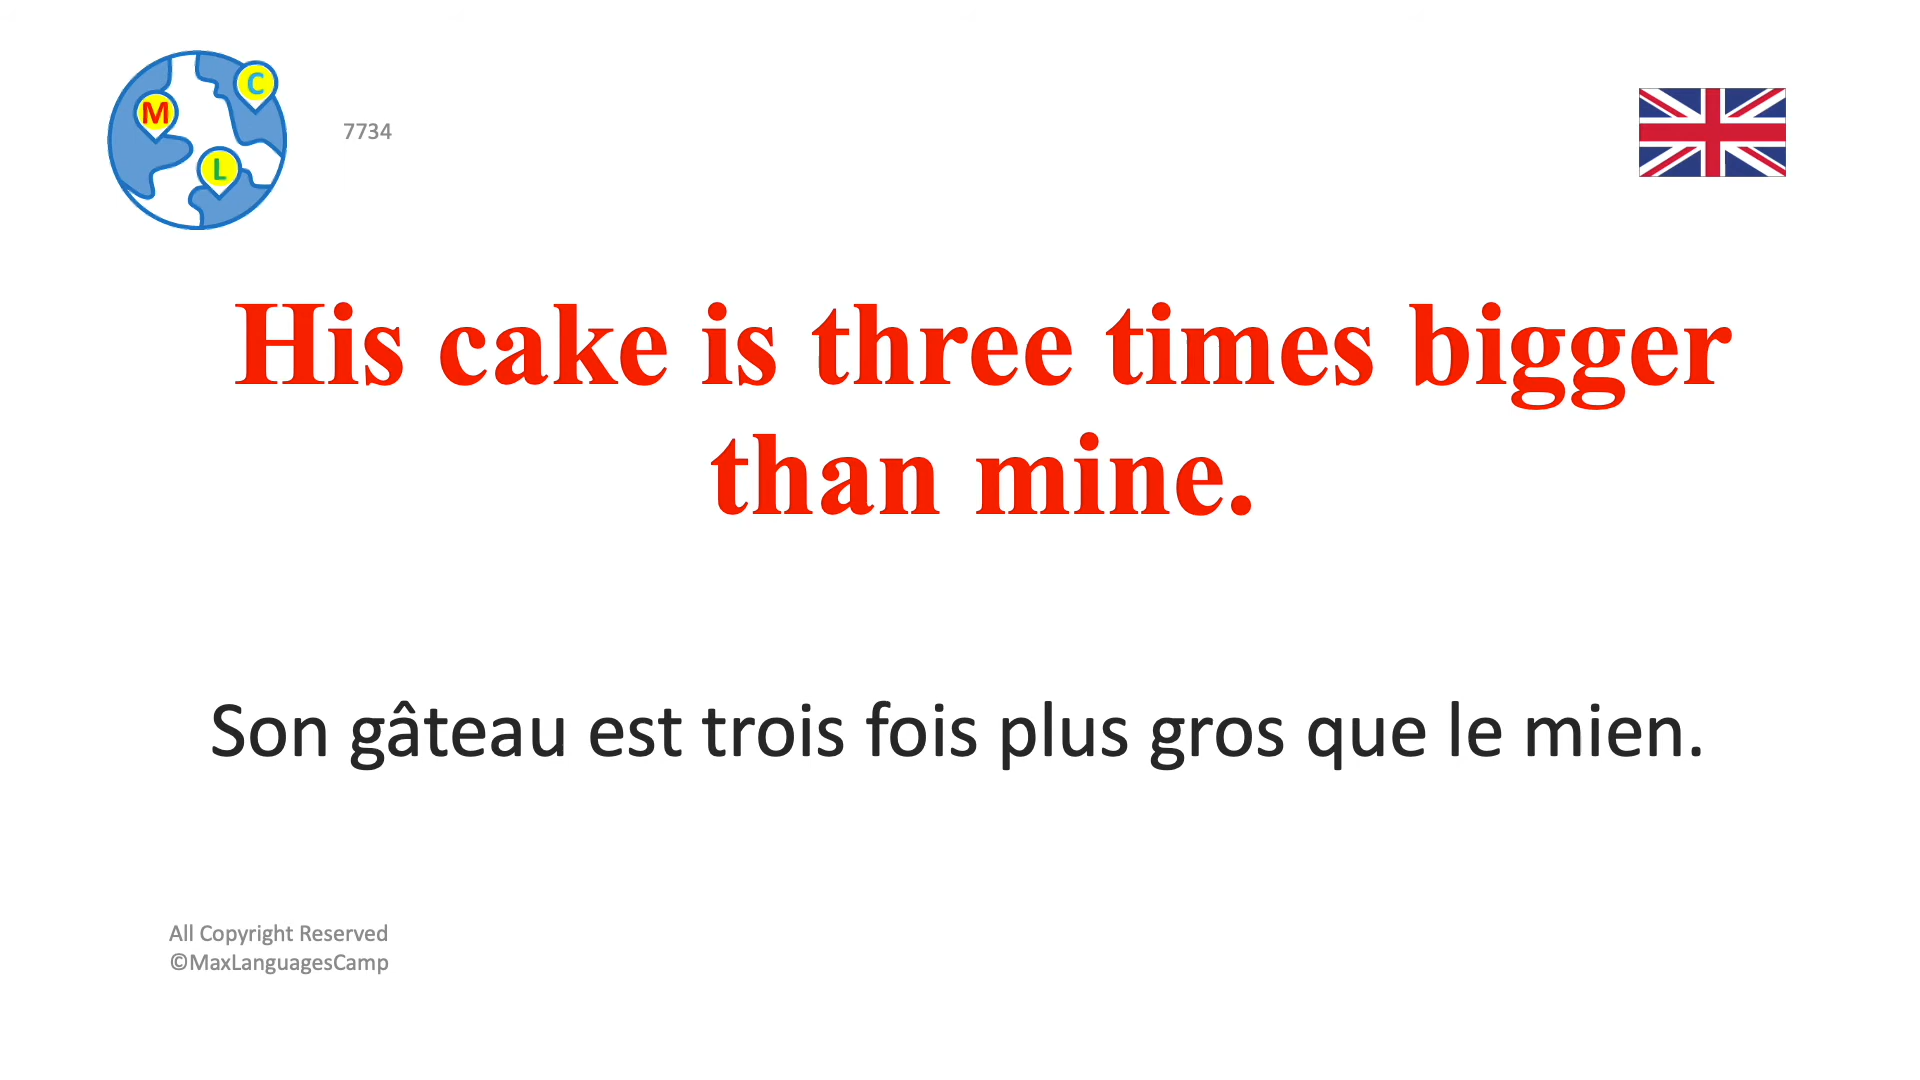 C
M
L
7734
His cake is three times bigger
than mine.
Son gâteau est trois fois plus gros que le mien.
All Copyright Reserved
©MaxLanguagesCamp